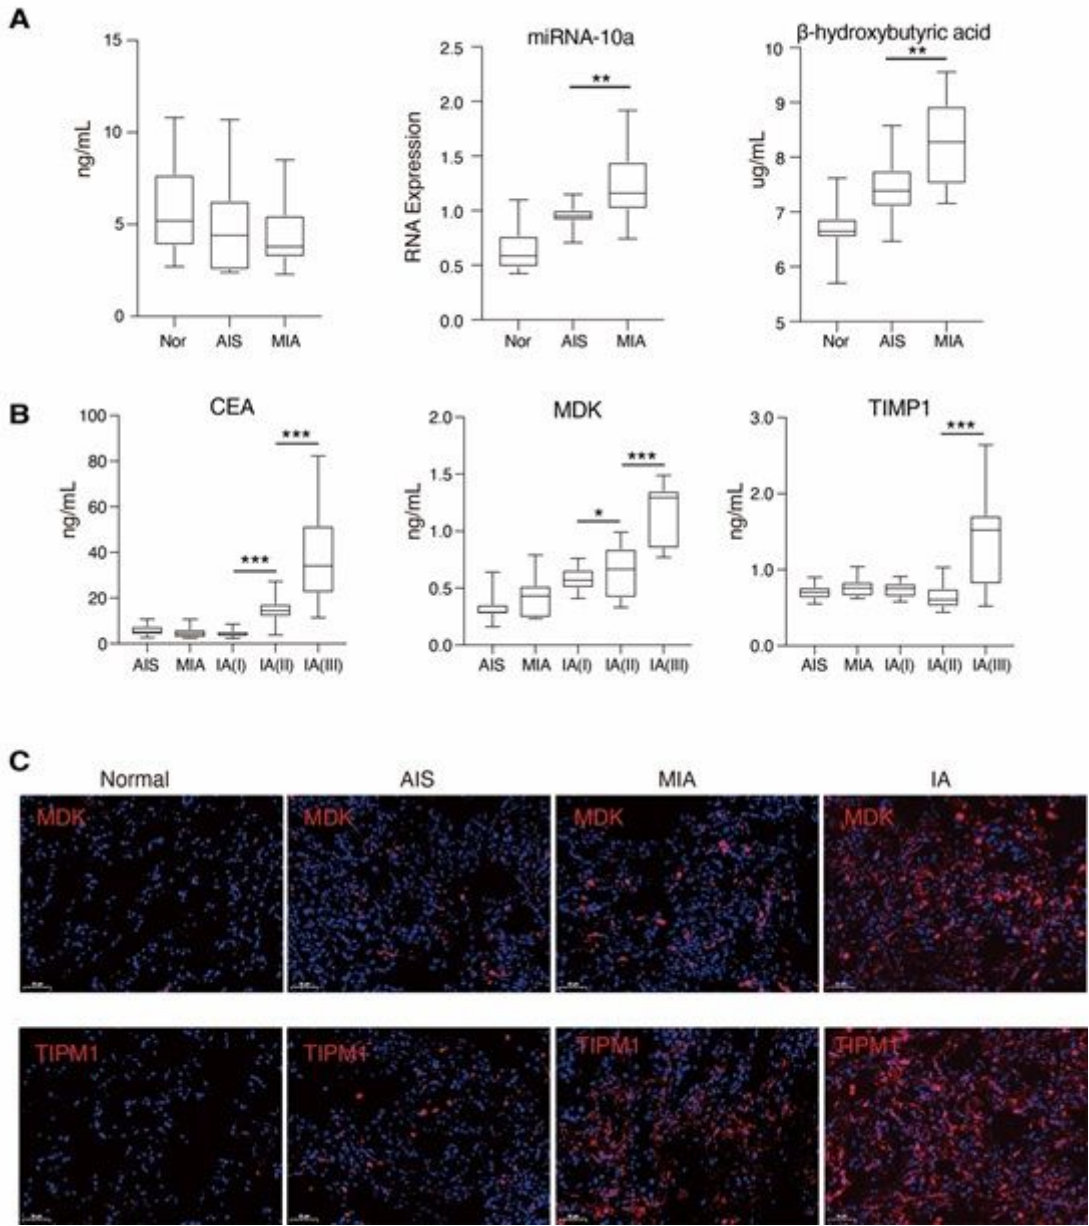 A
miRNA-10a
β-hydroxybutyric acid
ng/mL
15
10
5
0
Nor AIS MIA
RNA Expression
2.5
2.0
1.5
1.0
0.5
0.0
**
Nor AIS MIA
ug/mL
10
9
8
7
6
5
**
Nor AIS MIA
B
CEA
MDK
TIMP1
ng/mL
100
80
60
40
20
0
***
***
AIS MIA IA(I) IA(II) IA(III)
ng/mL
2.0
1.5
1.0
0.5
0.0
*
***
AIS MIA IA(I) IA(II) IA(III)
ng/mL
3.0
2.0
1.0
0.0
***
AIS MIA IA(I) IA(II) IA(III)
C
Normal AIS MIA IA
MDK MDK MDK MDK
TIPM1 TIPM1 TIPM1 TIPM1